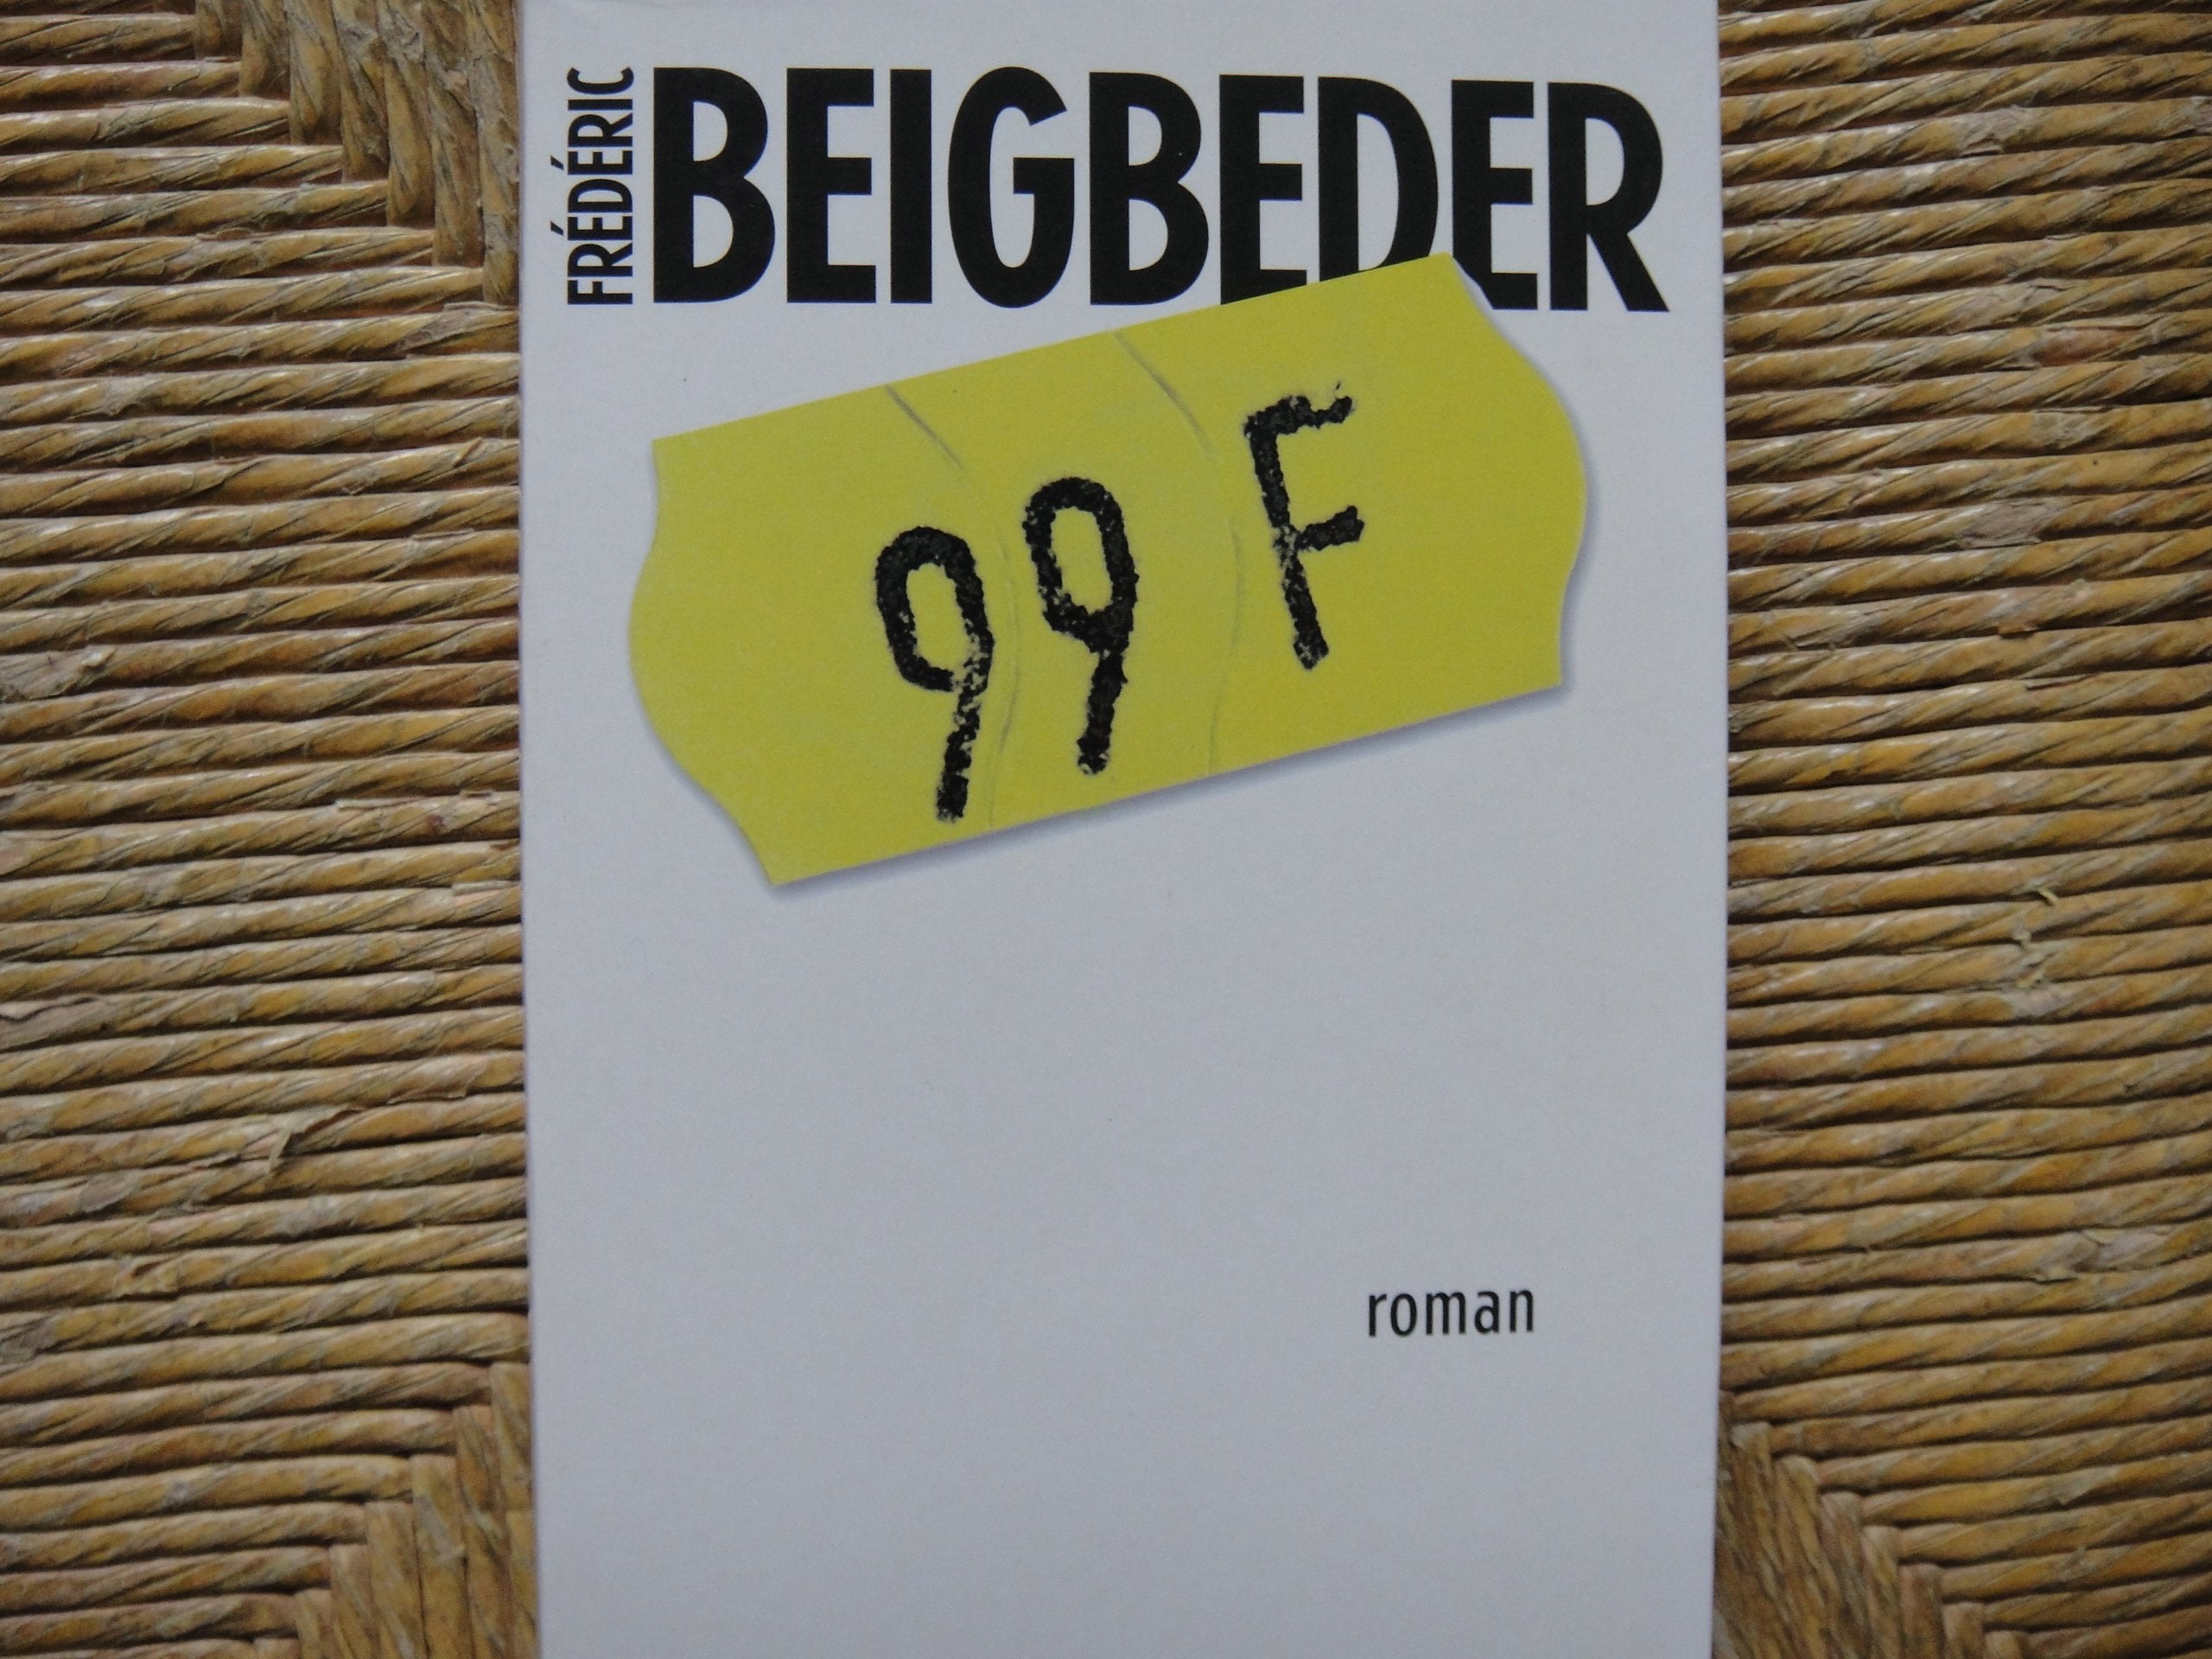 FRÉDÉRIC
BEIGBEDER
99 F
roman